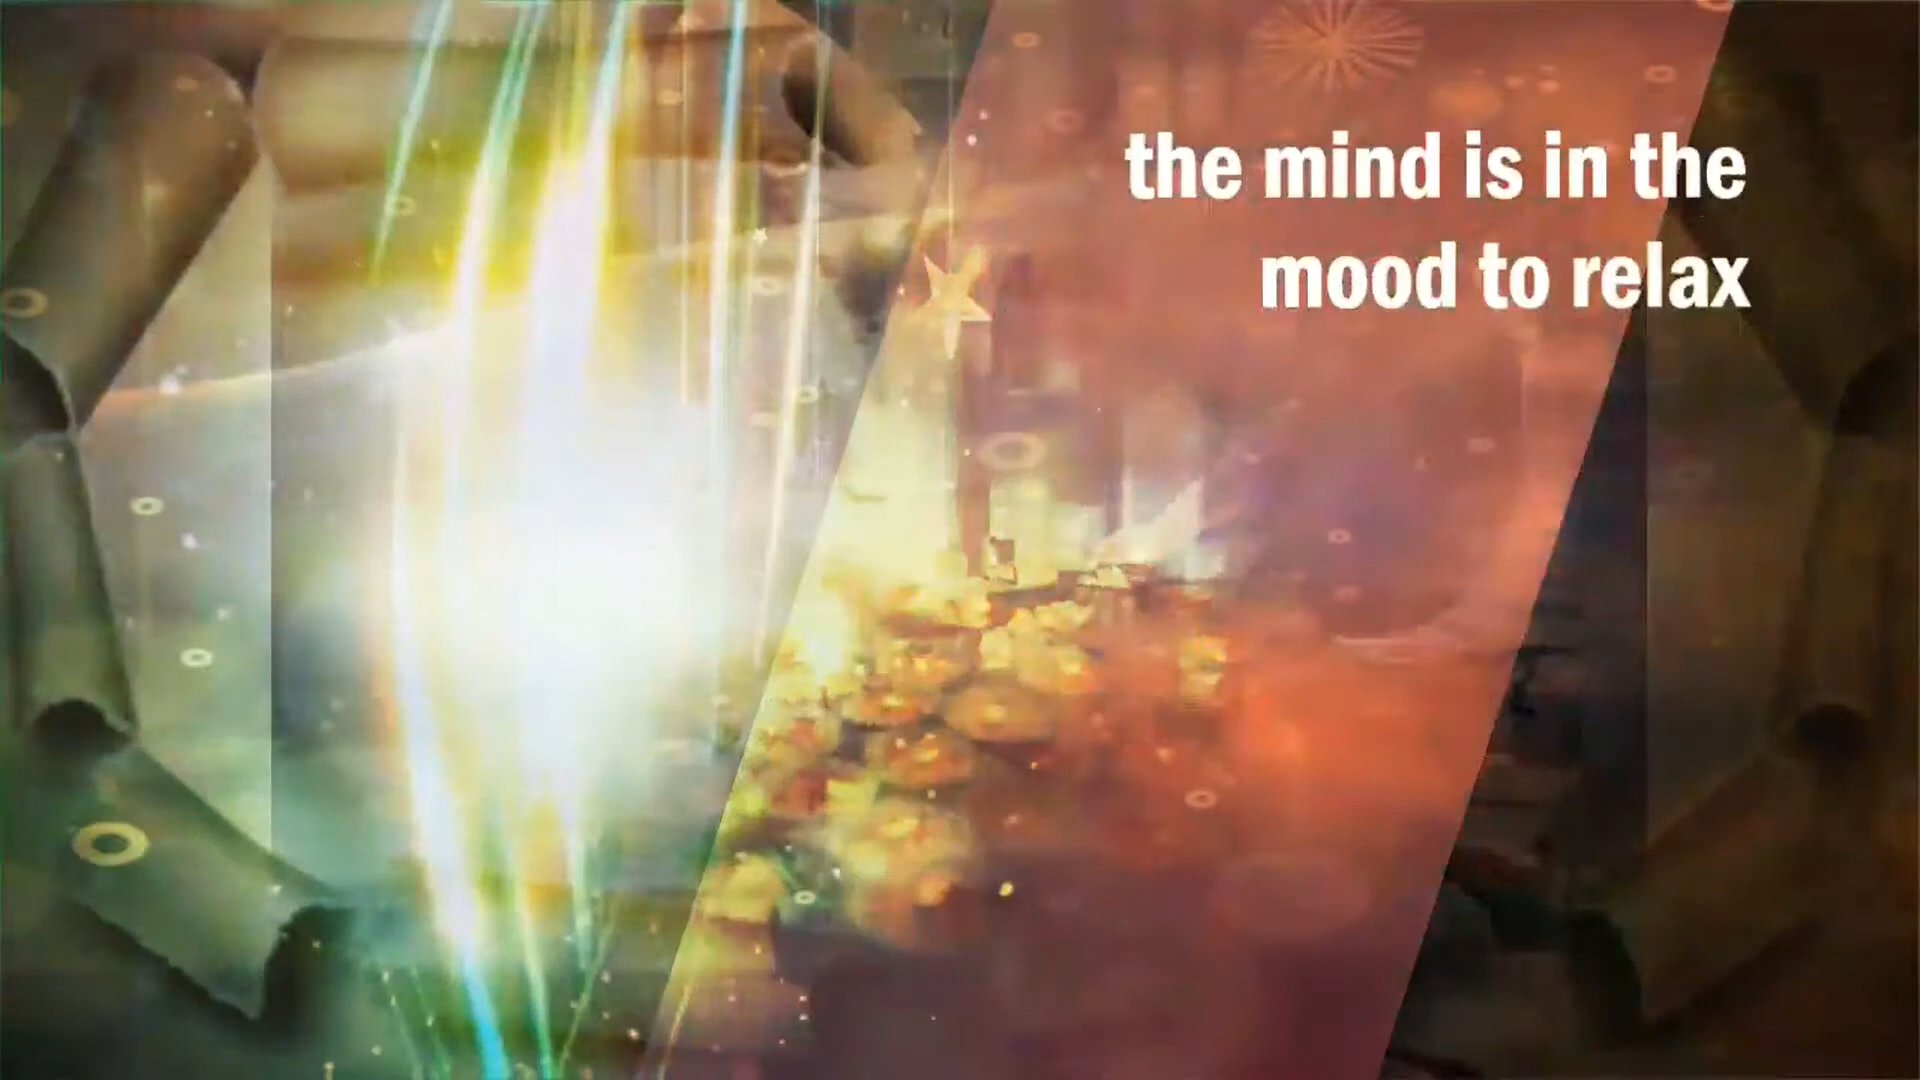 the mind is in the
mood to relax